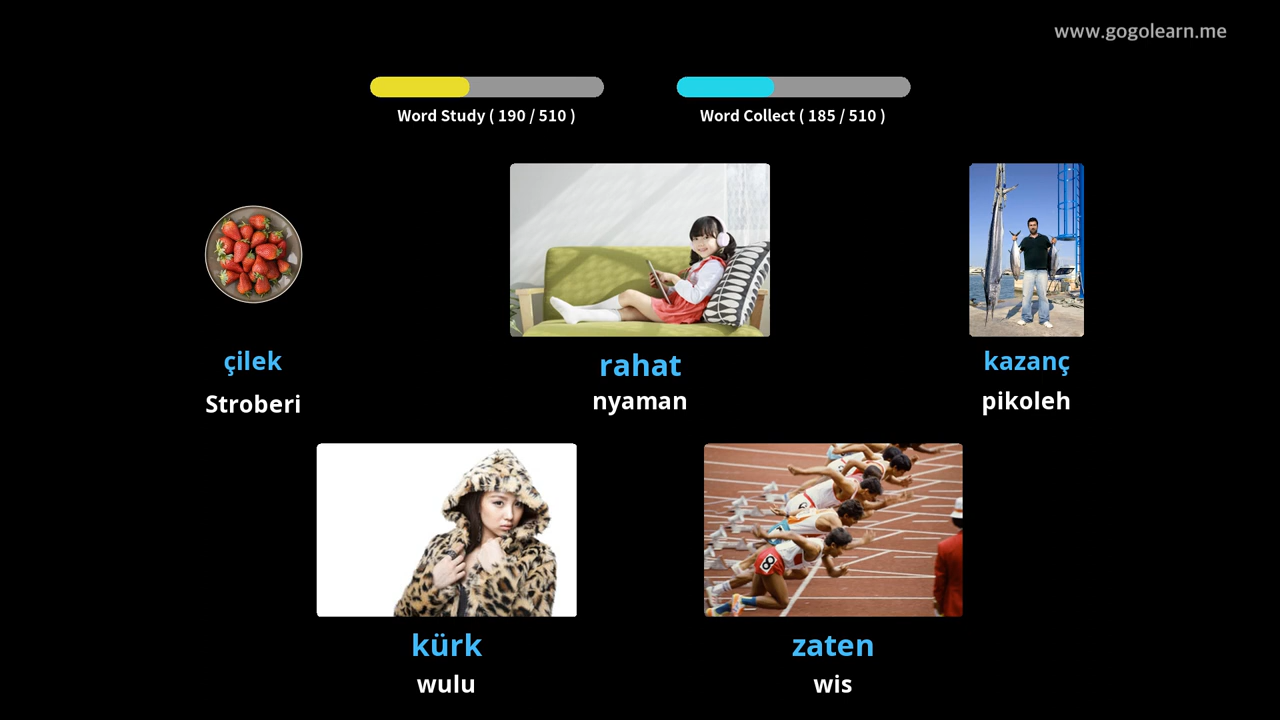 www.gogolearn.me
Word Study ( 190 / 510 )
Word Collect ( 185 / 510 )
çilek
Stroberi
rahat
nyaman
kazanç
pikoleh
kürk
wulu
zaten
wis